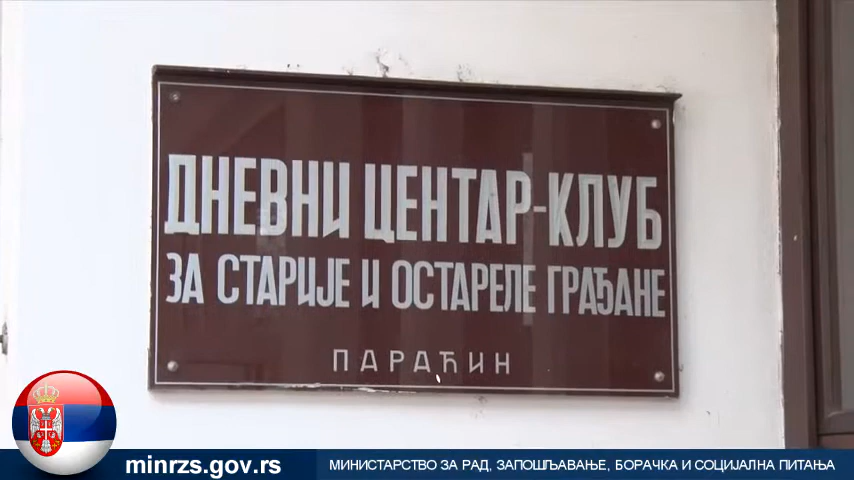 ДНЕВНИ ЦЕНТАР-КЛУБ
ЗА СТАРИЈЕ И ОСТАРЕЛЕ ГРАЂАНЕ
ПАРАЋИН
minrzs.gov.rs
МИНИСТАРСТВО ЗА РАД, ЗАПОШЉАВАЊЕ, БОРАЧКА И СОЦИЈАЛНА ПИТАЊА